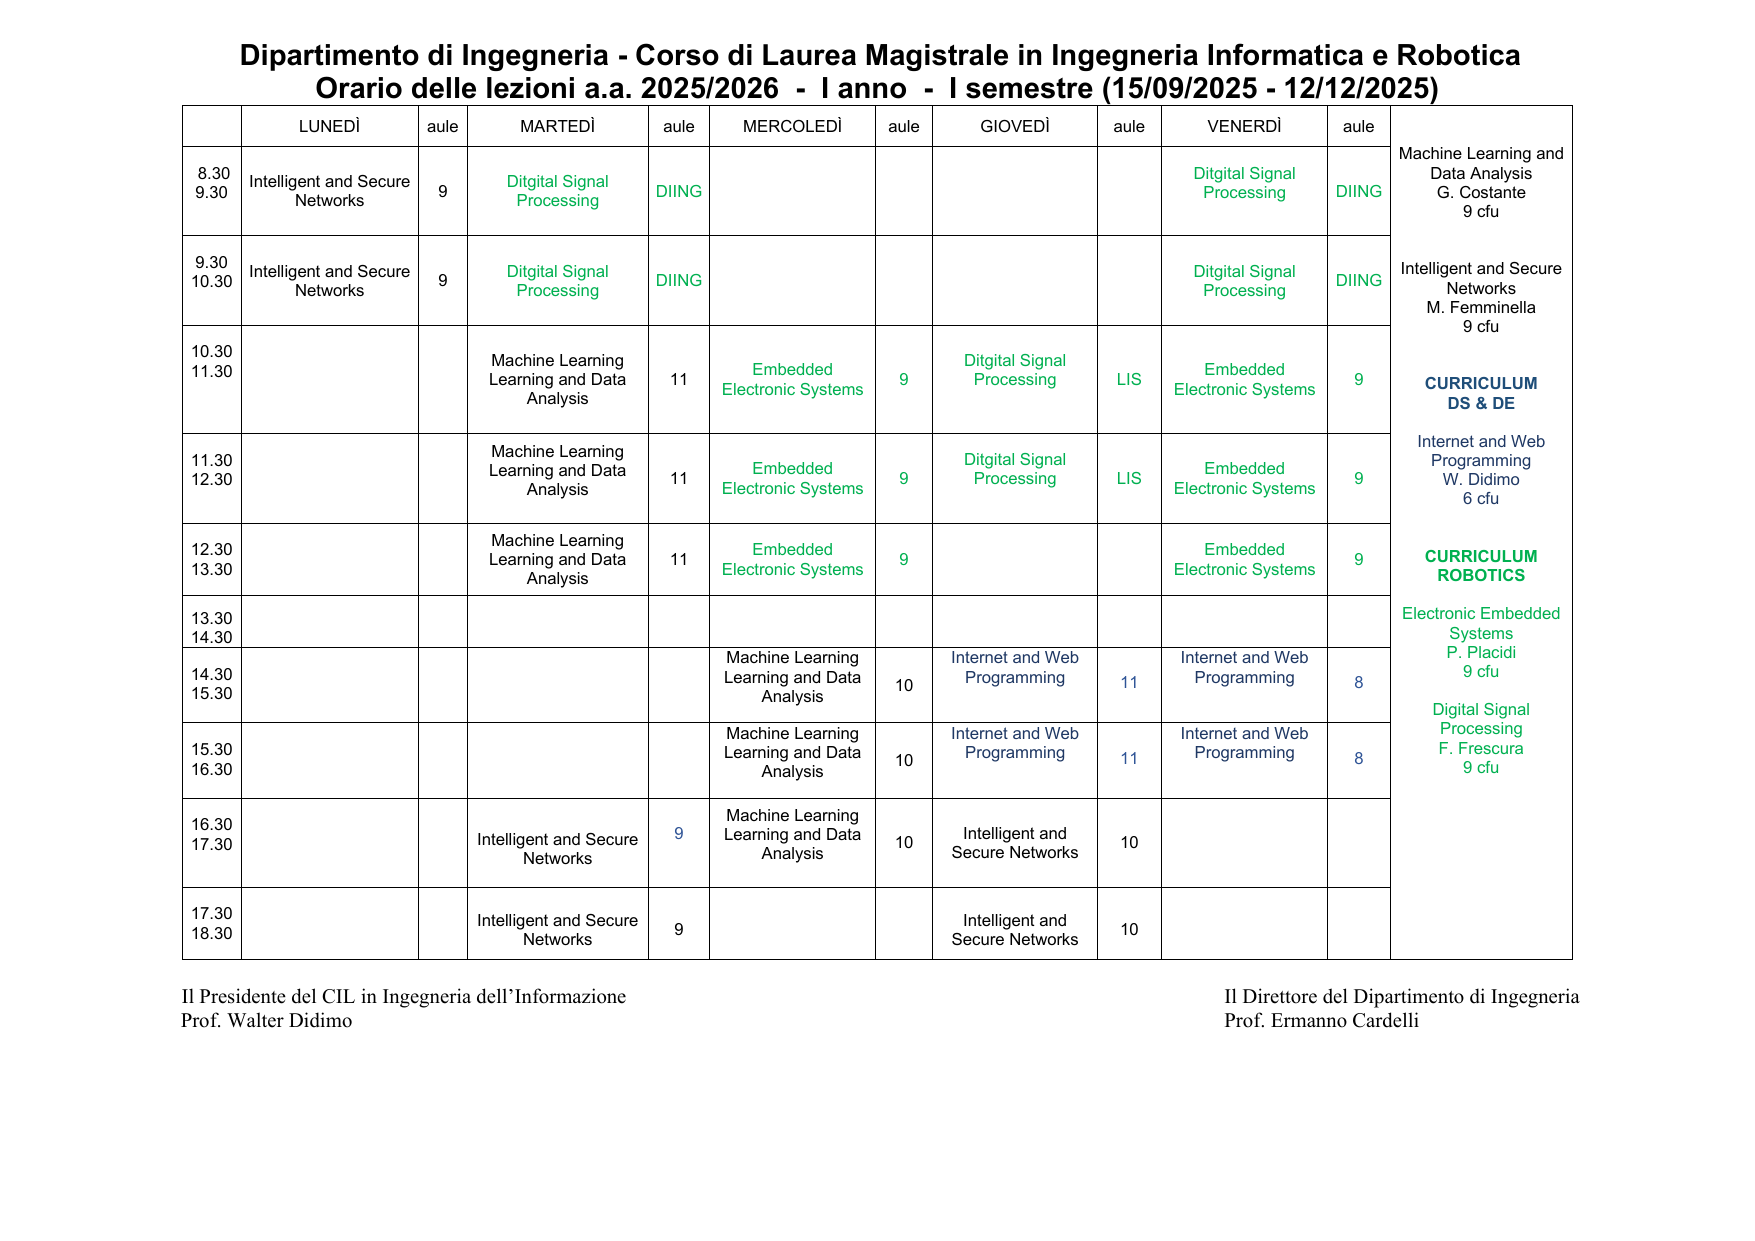 Dipartimento di Ingegneria - Corso di Laurea Magistrale in Ingegneria Informatica e Robotica
Orario delle lezioni a.a. 2025/2026 - I anno - I semestre (15/09/2025 - 12/12/2025)
LUNEDÌ aule MARTEDÌ aule MERCOLEDÌ aule GIOVEDÌ aule VENERDÌ aule
8.30
9.30
Intelligent and Secure
Networks
9
Ditgital Signal
Processing
DIING
Ditgital Signal
Processing
DIING
9.30
10.30
Intelligent and Secure
Networks
9
Ditgital Signal
Processing
DIING
Ditgital Signal
Processing
DIING
10.30
11.30
Machine Learning
Learning and Data
Analysis
11
Embedded
Electronic Systems
9
Ditgital Signal
Processing
LIS
Embedded
Electronic Systems
9
11.30
12.30
Machine Learning
Learning and Data
Analysis
11
Embedded
Electronic Systems
9
Ditgital Signal
Processing
LIS
Embedded
Electronic Systems
9
12.30
13.30
Machine Learning
Learning and Data
Analysis
11
Embedded
Electronic Systems
9
Embedded
Electronic Systems
9
13.30
14.30
14.30
15.30
Machine Learning
Learning and Data
Analysis
10
Internet and Web
Programming
11
Internet and Web
Programming
8
15.30
16.30
Machine Learning
Learning and Data
Analysis
10
Internet and Web
Programming
11
Internet and Web
Programming
8
16.30
17.30
Intelligent and Secure
Networks
9
Machine Learning
Learning and Data
Analysis
10
Intelligent and
Secure Networks
10
17.30
18.30
Intelligent and Secure
Networks
9
Intelligent and
Secure Networks
10
Machine Learning and
Data Analysis
G. Costante
9 cfu
Intelligent and Secure
Networks
M. Femminella
9 cfu
CURRICULUM
DS & DE
Internet and Web
Programming
W. Didimo
6 cfu
CURRICULUM
ROBOTICS
Electronic Embedded
Systems
P. Placidi
9 cfu
Digital Signal
Processing
F. Frescura
9 cfu
Il Presidente del CIL in Ingegneria dell’Informazione
Prof. Walter Didimo
Il Direttore del Dipartimento di Ingegneria
Prof. Ermanno Cardelli